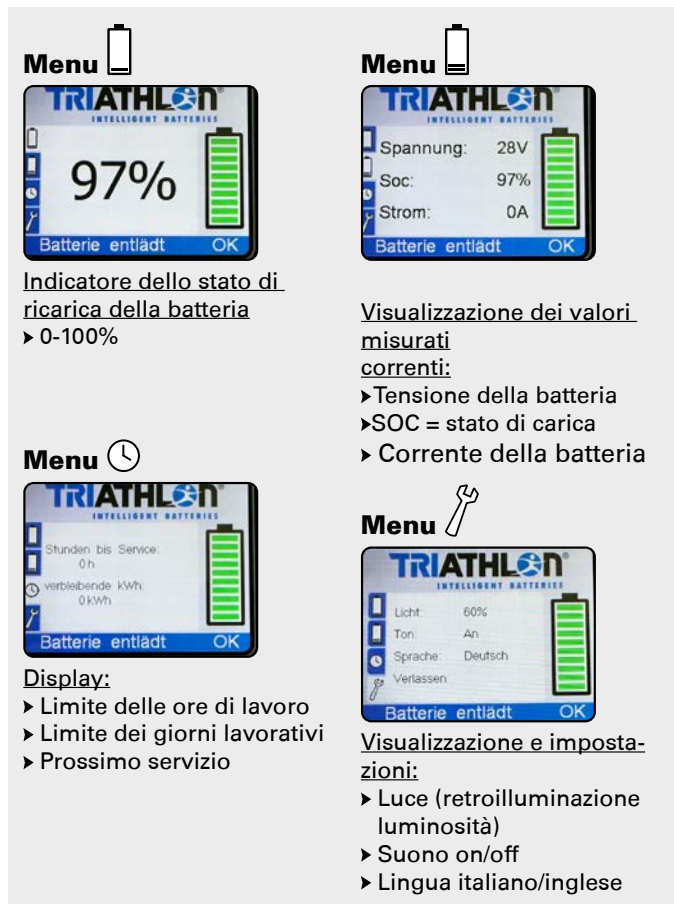 Menu
TRIATHLON®
INTELLIGENT BATTERIES
97%
Batterie entlädt OK
Indicatore dello stato di
ricarica della batteria
▸ 0-100%
Menu
TRIATHLON®
INTELLIGENT BATTERIES
Spannung: 28V
Soc: 97%
Strom: 0A
Batterie entlädt OK
Visualizzazione dei valori
misurati
correnti:
▸Tensione della batteria
▸SOC = stato di carica
▸ Corrente della batteria
Menu
TRIATHLON®
INTELLIGENT BATTERIES
Stunden bis Service:
0 h
verbleibende kWh:
0 kWh
Batterie entlädt OK
Display:
▸ Limite delle ore di lavoro
▸ Limite dei giorni lavorativi
▸ Prossimo servizio
Menu
TRIATHLON®
INTELLIGENT BATTERIES
Licht: 60%
Ton: An
Sprache: Deutsch
Verlassen:
Batterie entlädt OK
Visualizzazione e imposta-
zioni:
▸ Luce (retroilluminazione
luminosità)
▸ Suono on/off
▸ Lingua italiano/inglese